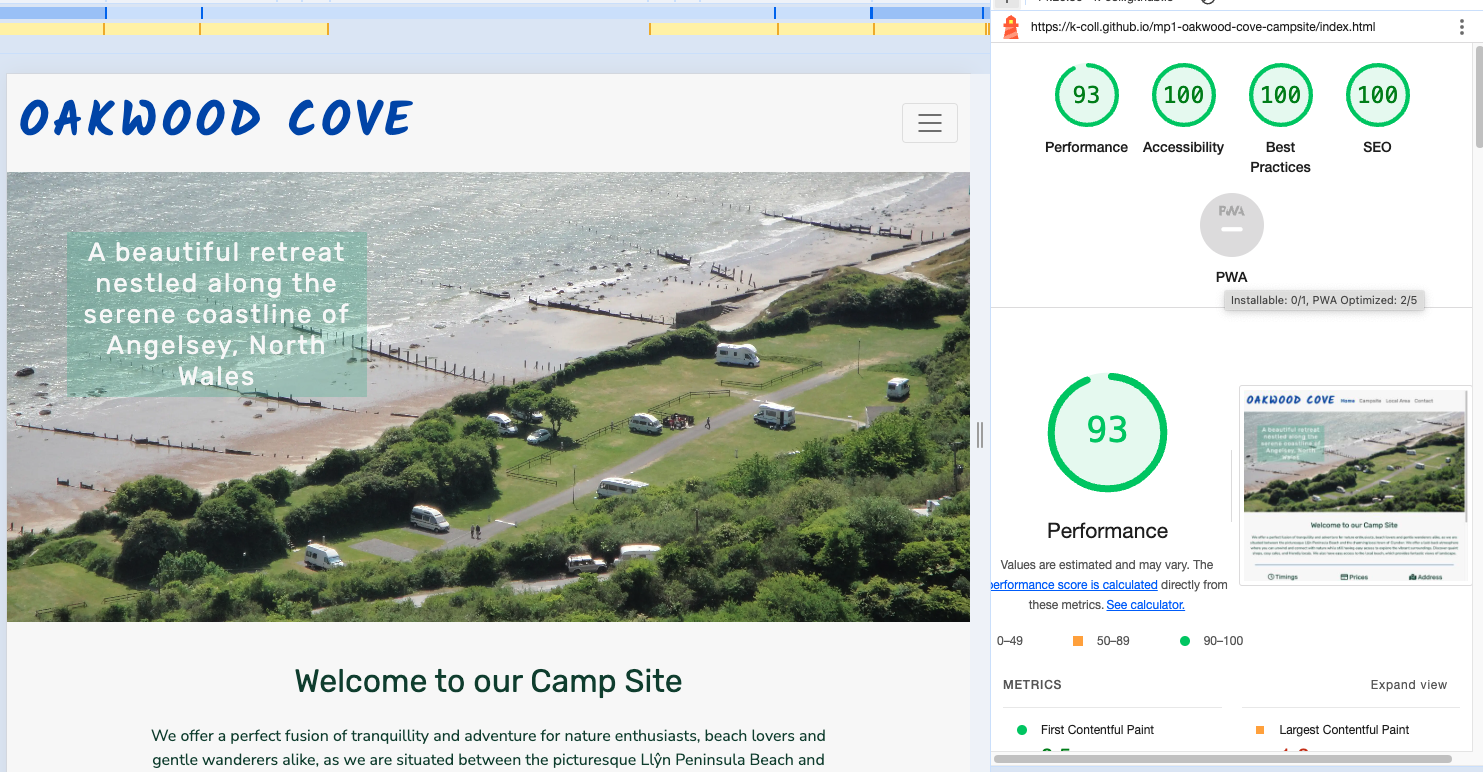 https://k-coll.github.io/mp1-oakwood-cove-campsite/index.html
OAKWOOD COVE
A beautiful retreat
nestled along the
serene coastline of
Angelsey, North
Wales
Welcome to our Camp Site
We offer a perfect fusion of tranquillity and adventure for nature enthusiasts, beach lovers and
gentle wanderers alike, as we are situated between the picturesque Llŷn Peninsula Beach and
93
100
100
100
Performance
Accessibility
Best
Practices
SEO
PWA
PWA
Installable: 0/1, PWA Optimized: 2/5
93
Performance
Values are estimated and may vary. The
performance score is calculated directly from
these metrics. See calculator.
0–49
50–89
90–100
OAKWOOD COVE Home Campsite Local Area Contact
A beautiful retreat
nestled along the
serene coastline of
Angelsey, North
Wales
Welcome to our Camp Site
Timings
Prices
Address
METRICS
Expand view
First Contentful Paint
Largest Contentful Paint